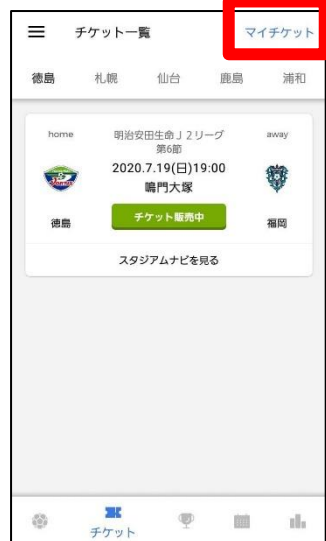 チケット一覧
マイチケット
徳島 札幌 仙台 鹿島 浦和
home 明治安田生命Ｊ２リーグ away
第6節
2020.7.19(日)19:00
鳴門大塚
徳島 チケット販売中 福岡
スタジアムナビを見る
チケット